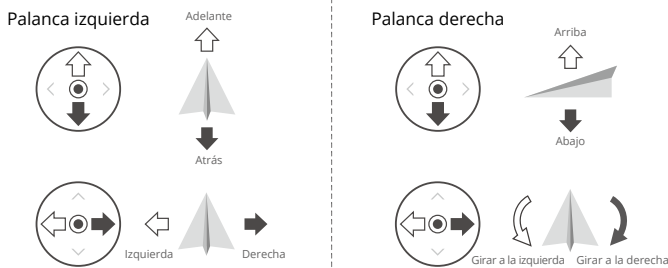 Palanca izquierda
Adelante
Atrás
Izquierda
Derecha
Palanca derecha
Arriba
Abajo
Girar a la izquierda
Girar a la derecha